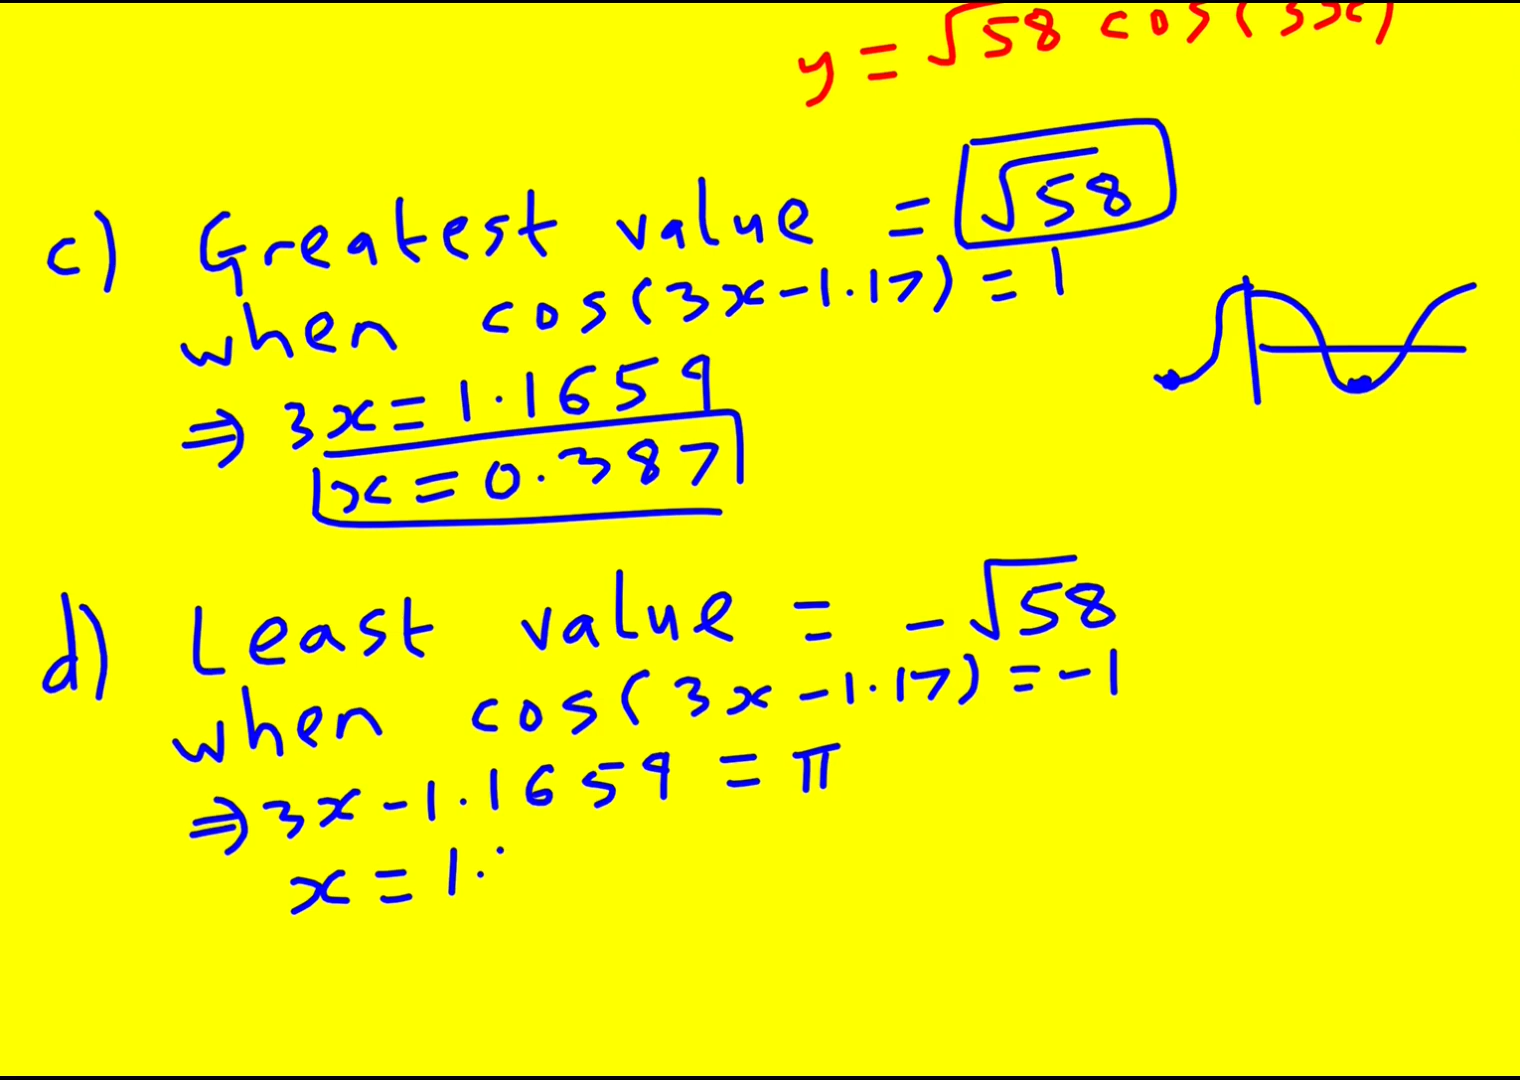 y = √58 cos(3x)
c) Greatest value = √58
when cos(3x-1.17) = 1
⇒ 3x = 1.1659
x = 0.387
d) Least value = -√58
when cos(3x-1.17) = -1
⇒ 3x-1.1659 = π
x = 1.